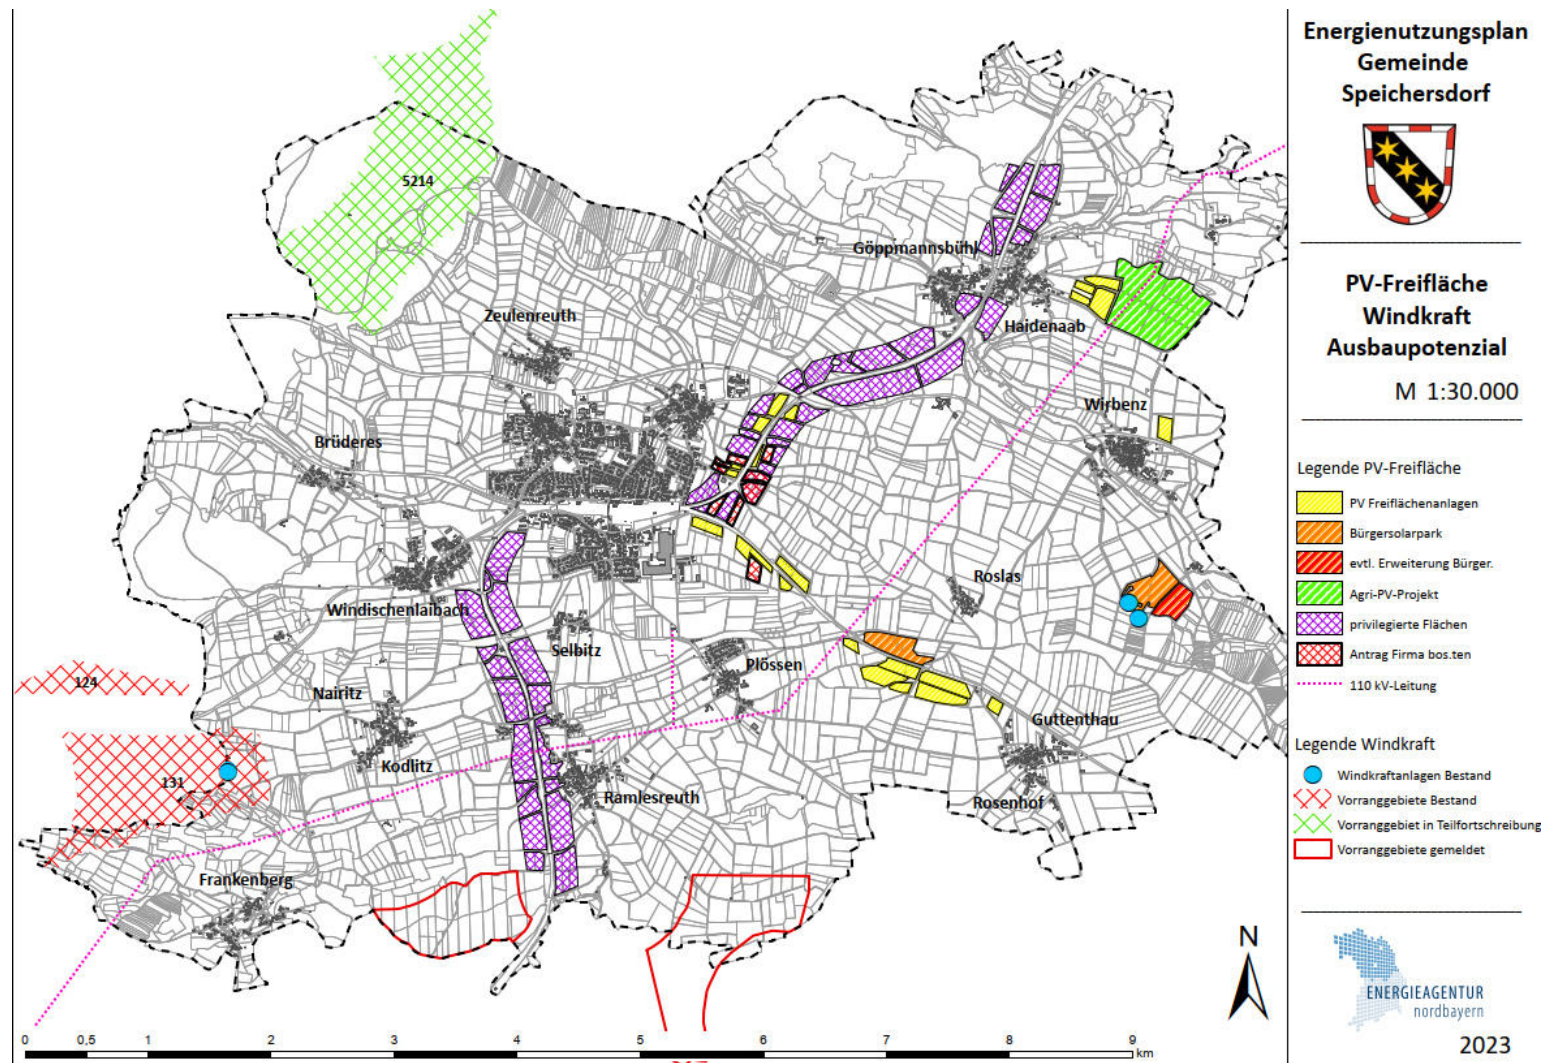 Energienutzungsplan
Gemeinde
Speichersdorf
PV-Freifläche
Windkraft
Ausbaupotenzial
M 1:30.000
Legende PV-Freifläche
PV Freiflächenanlagen
Bürgersolarpark
evtl. Erweiterung Bürger.
Agri-PV-Projekt
privilegierte Flächen
Antrag Firma bos.ten
110 kV-Leitung
Legende Windkraft
Windkraftanlagen Bestand
Vorranggebiete Bestand
Vorranggebiet in Teilfortschreibung
Vorranggebiete gemeldet
ENERGIEAGENTUR
nordbayern
2023
5214
Göppmannsbühl
Zeulenreuth
Haidenaab
Wirbenz
Brüderes
Roslas
Windischenlaibach
Selbitz
Plössen
124
Nairitz
Guttenthau
Kodlitz
131
Ramlesreuth
Rosenhof
Frankenberg
N
0 0,5 1 2 3 4 5 6 7 8 9
km